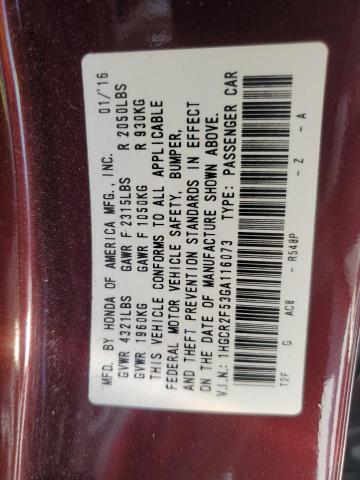 MFD. BY HONDA OF AMERICA MFG., INC. 01/'16
GVWR 4321LBS GAWR F 2315LBS R 2050LBS
GVWR 1960KG GAWR F 1050KG R 930KG
THIS VEHICLE CONFORMS TO ALL APPLICABLE
FEDERAL MOTOR VEHICLE SAFETY, BUMPER,
AND THEFT PREVENTION STANDARDS IN EFFECT
ON THE DATE OF MANUFACTURE SHOWN ABOVE.
V.I.N.: 1HGCR2F53GA116073 TYPE: PASSENGER CAR
T2F G AC8 - R548P - Z - A